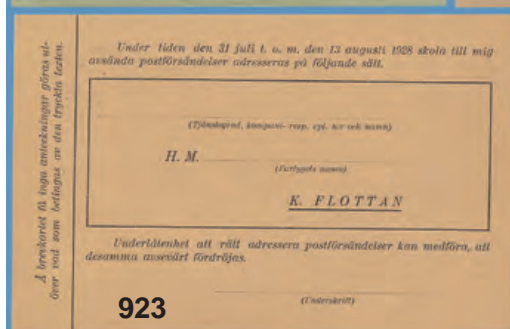 Å brevkortet få inga anteckningar göras ut-
över vad som betingas av den tryckta texten.
Under tiden den 31 juli t. o. m. den 13 augusti 1928 skola till mig
avsända postförsändelser adresseras på följande sätt.
(Tjänstegrad, kompani- resp. epl. n:r och namn)
H. M.
(Fartygets namn)
K. FLOTTAN
Underlåtenhet att rätt adressera postförsändelser kan medföra, att
desamma avsevärt fördröjas.
(Underskrift)
923